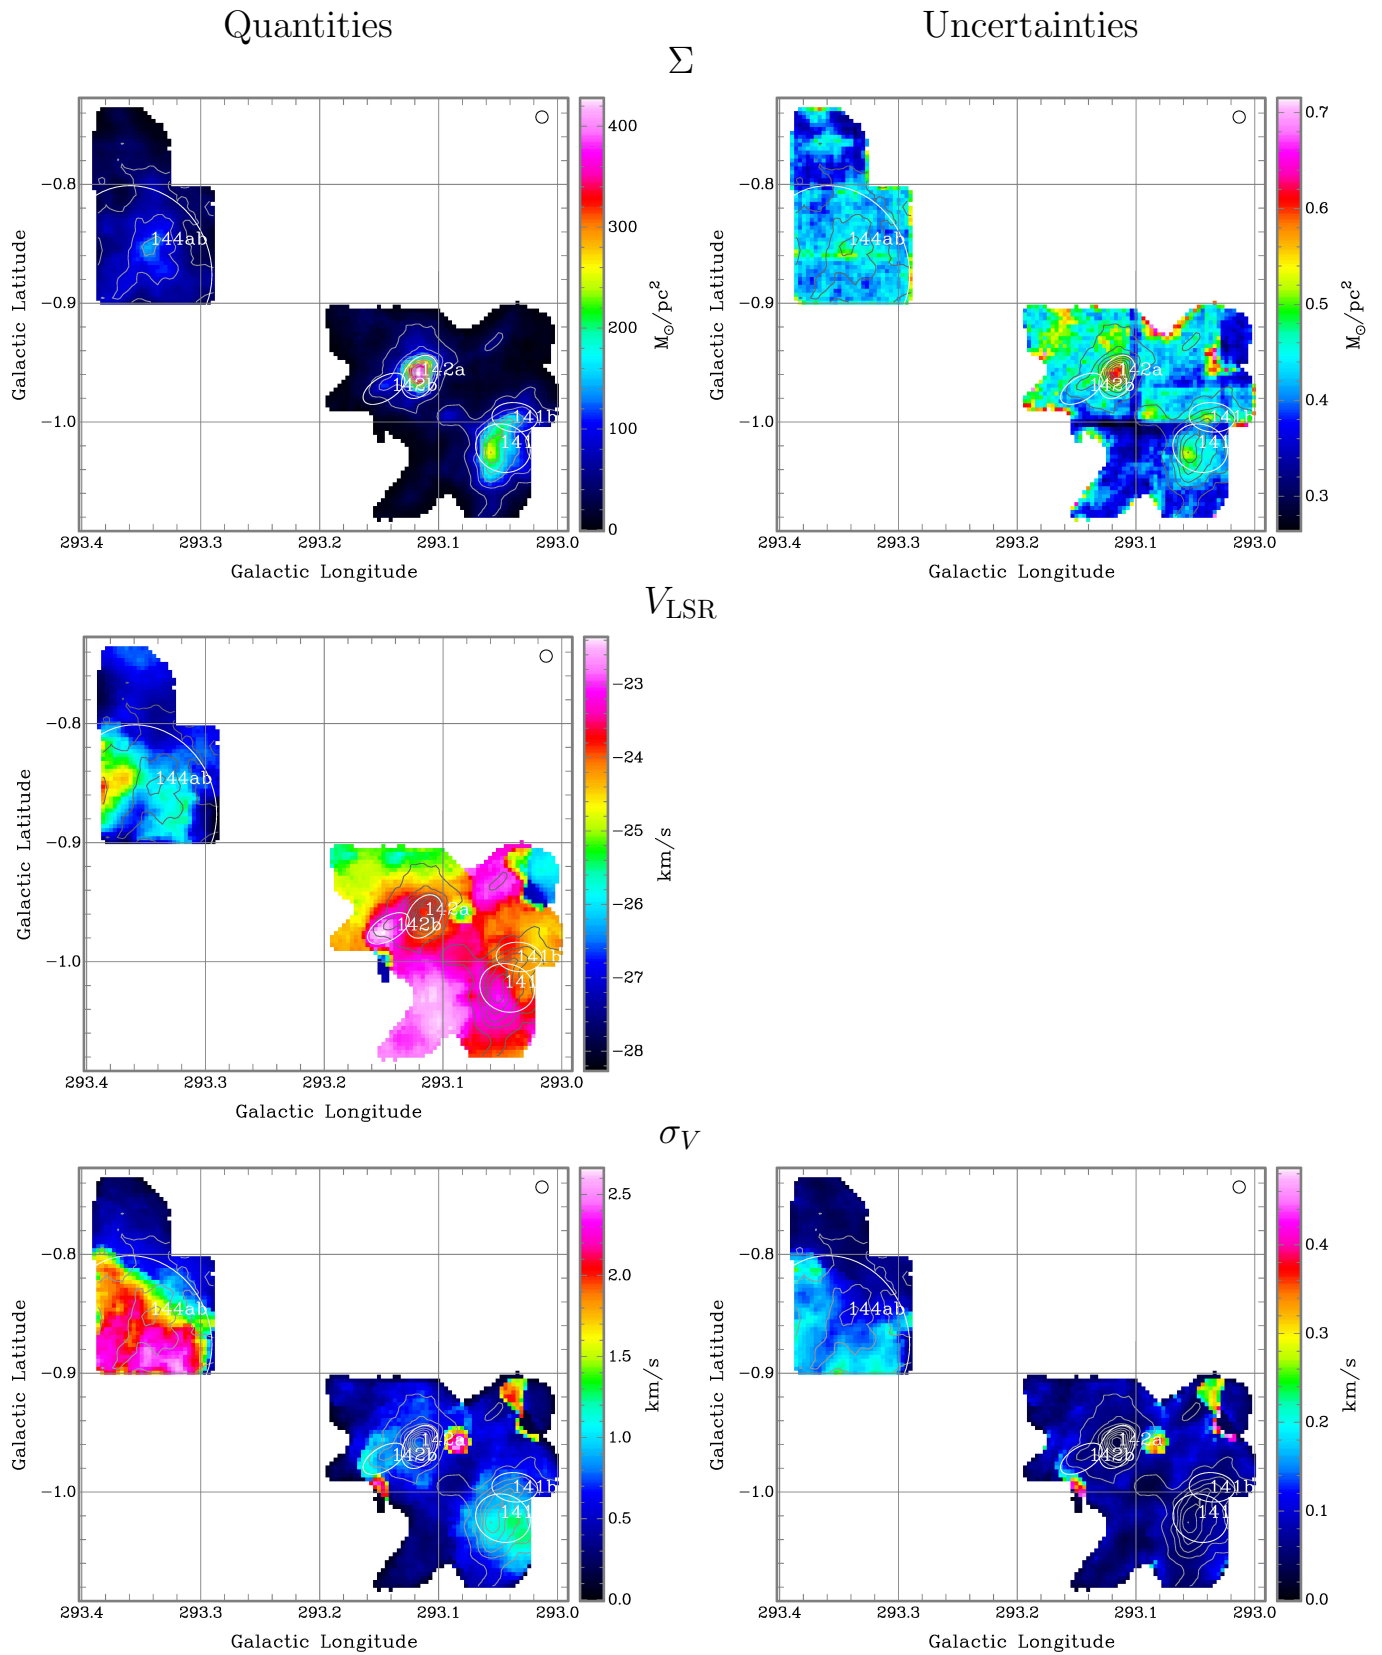 Quantities Uncertainties
Σ
−0.8
−0.9
−1.0
Galactic Latitude
144ab
142a
142b
141b
141
293.4 293.3 293.2 293.1 293.0
Galactic Longitude
400
300
200
100
0
M⊙/pc²
−0.8
−0.9
−1.0
Galactic Latitude
144ab
142a
142b
141b
141
293.4 293.3 293.2 293.1 293.0
Galactic Longitude
0.7
0.6
0.5
0.4
0.3
M⊙/pc²
V_LSR
−0.8
−0.9
−1.0
Galactic Latitude
144ab
142a
142b
141b
141
293.4 293.3 293.2 293.1 293.0
Galactic Longitude
−23
−24
−25
−26
−27
−28
km/s
σ_V
−0.8
−0.9
−1.0
Galactic Latitude
144ab
142a
142b
141b
141
293.4 293.3 293.2 293.1 293.0
Galactic Longitude
2.5
2.0
1.5
1.0
0.5
0.0
km/s
−0.8
−0.9
−1.0
Galactic Latitude
144ab
142a
142b
141b
141
293.4 293.3 293.2 293.1 293.0
Galactic Longitude
0.4
0.3
0.2
0.1
0.0
km/s